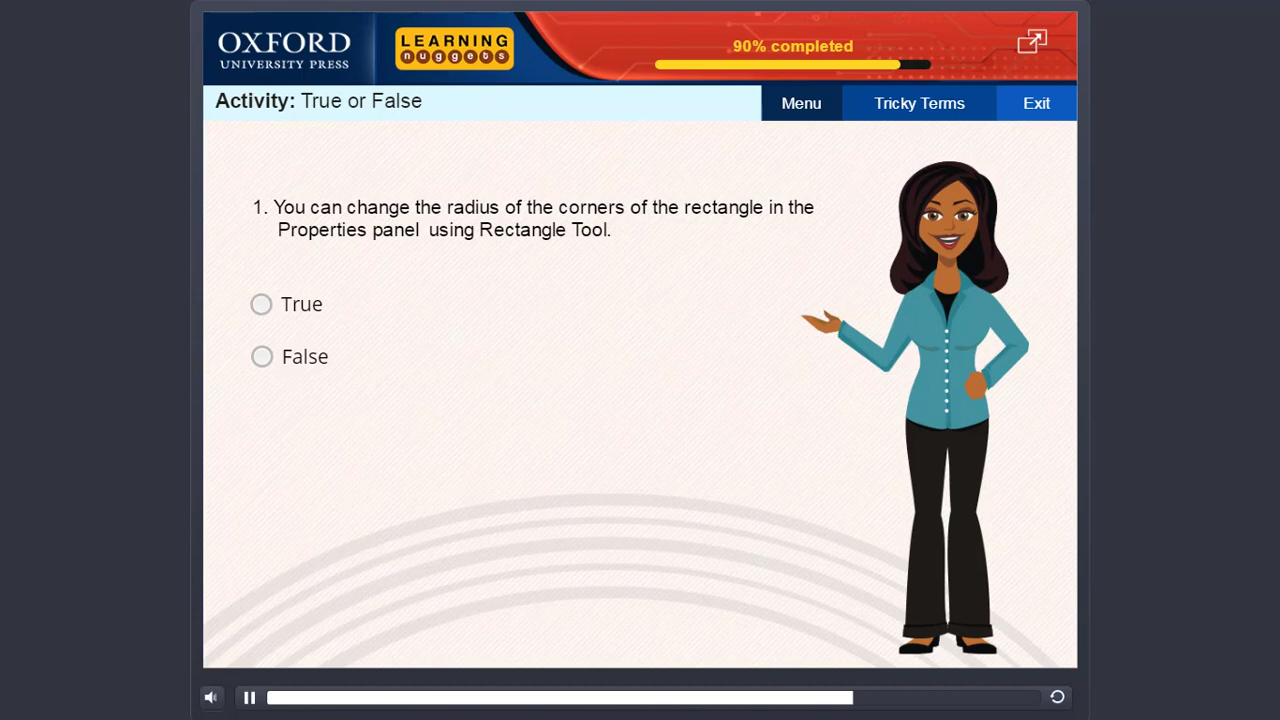 OXFORD
UNIVERSITY PRESS
LEARNING
nuggets
90% completed
Activity: True or False
Menu
Tricky Terms
Exit
1. You can change the radius of the corners of the rectangle in the
Properties panel using Rectangle Tool.
True
False